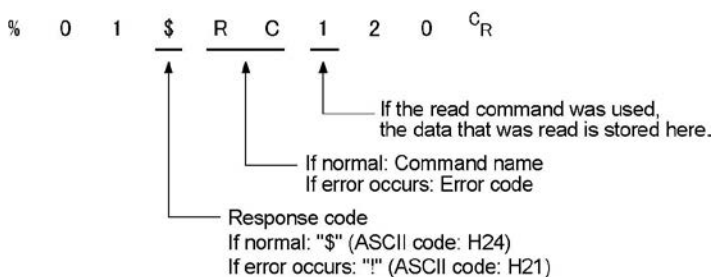 % 0 1 $ R C 1 2 0 CR
If the read command was used,
the data that was read is stored here.
If normal: Command name
If error occurs: Error code
Response code
If normal: "$" (ASCII code: H24)
If error occurs: "!" (ASCII code: H21)